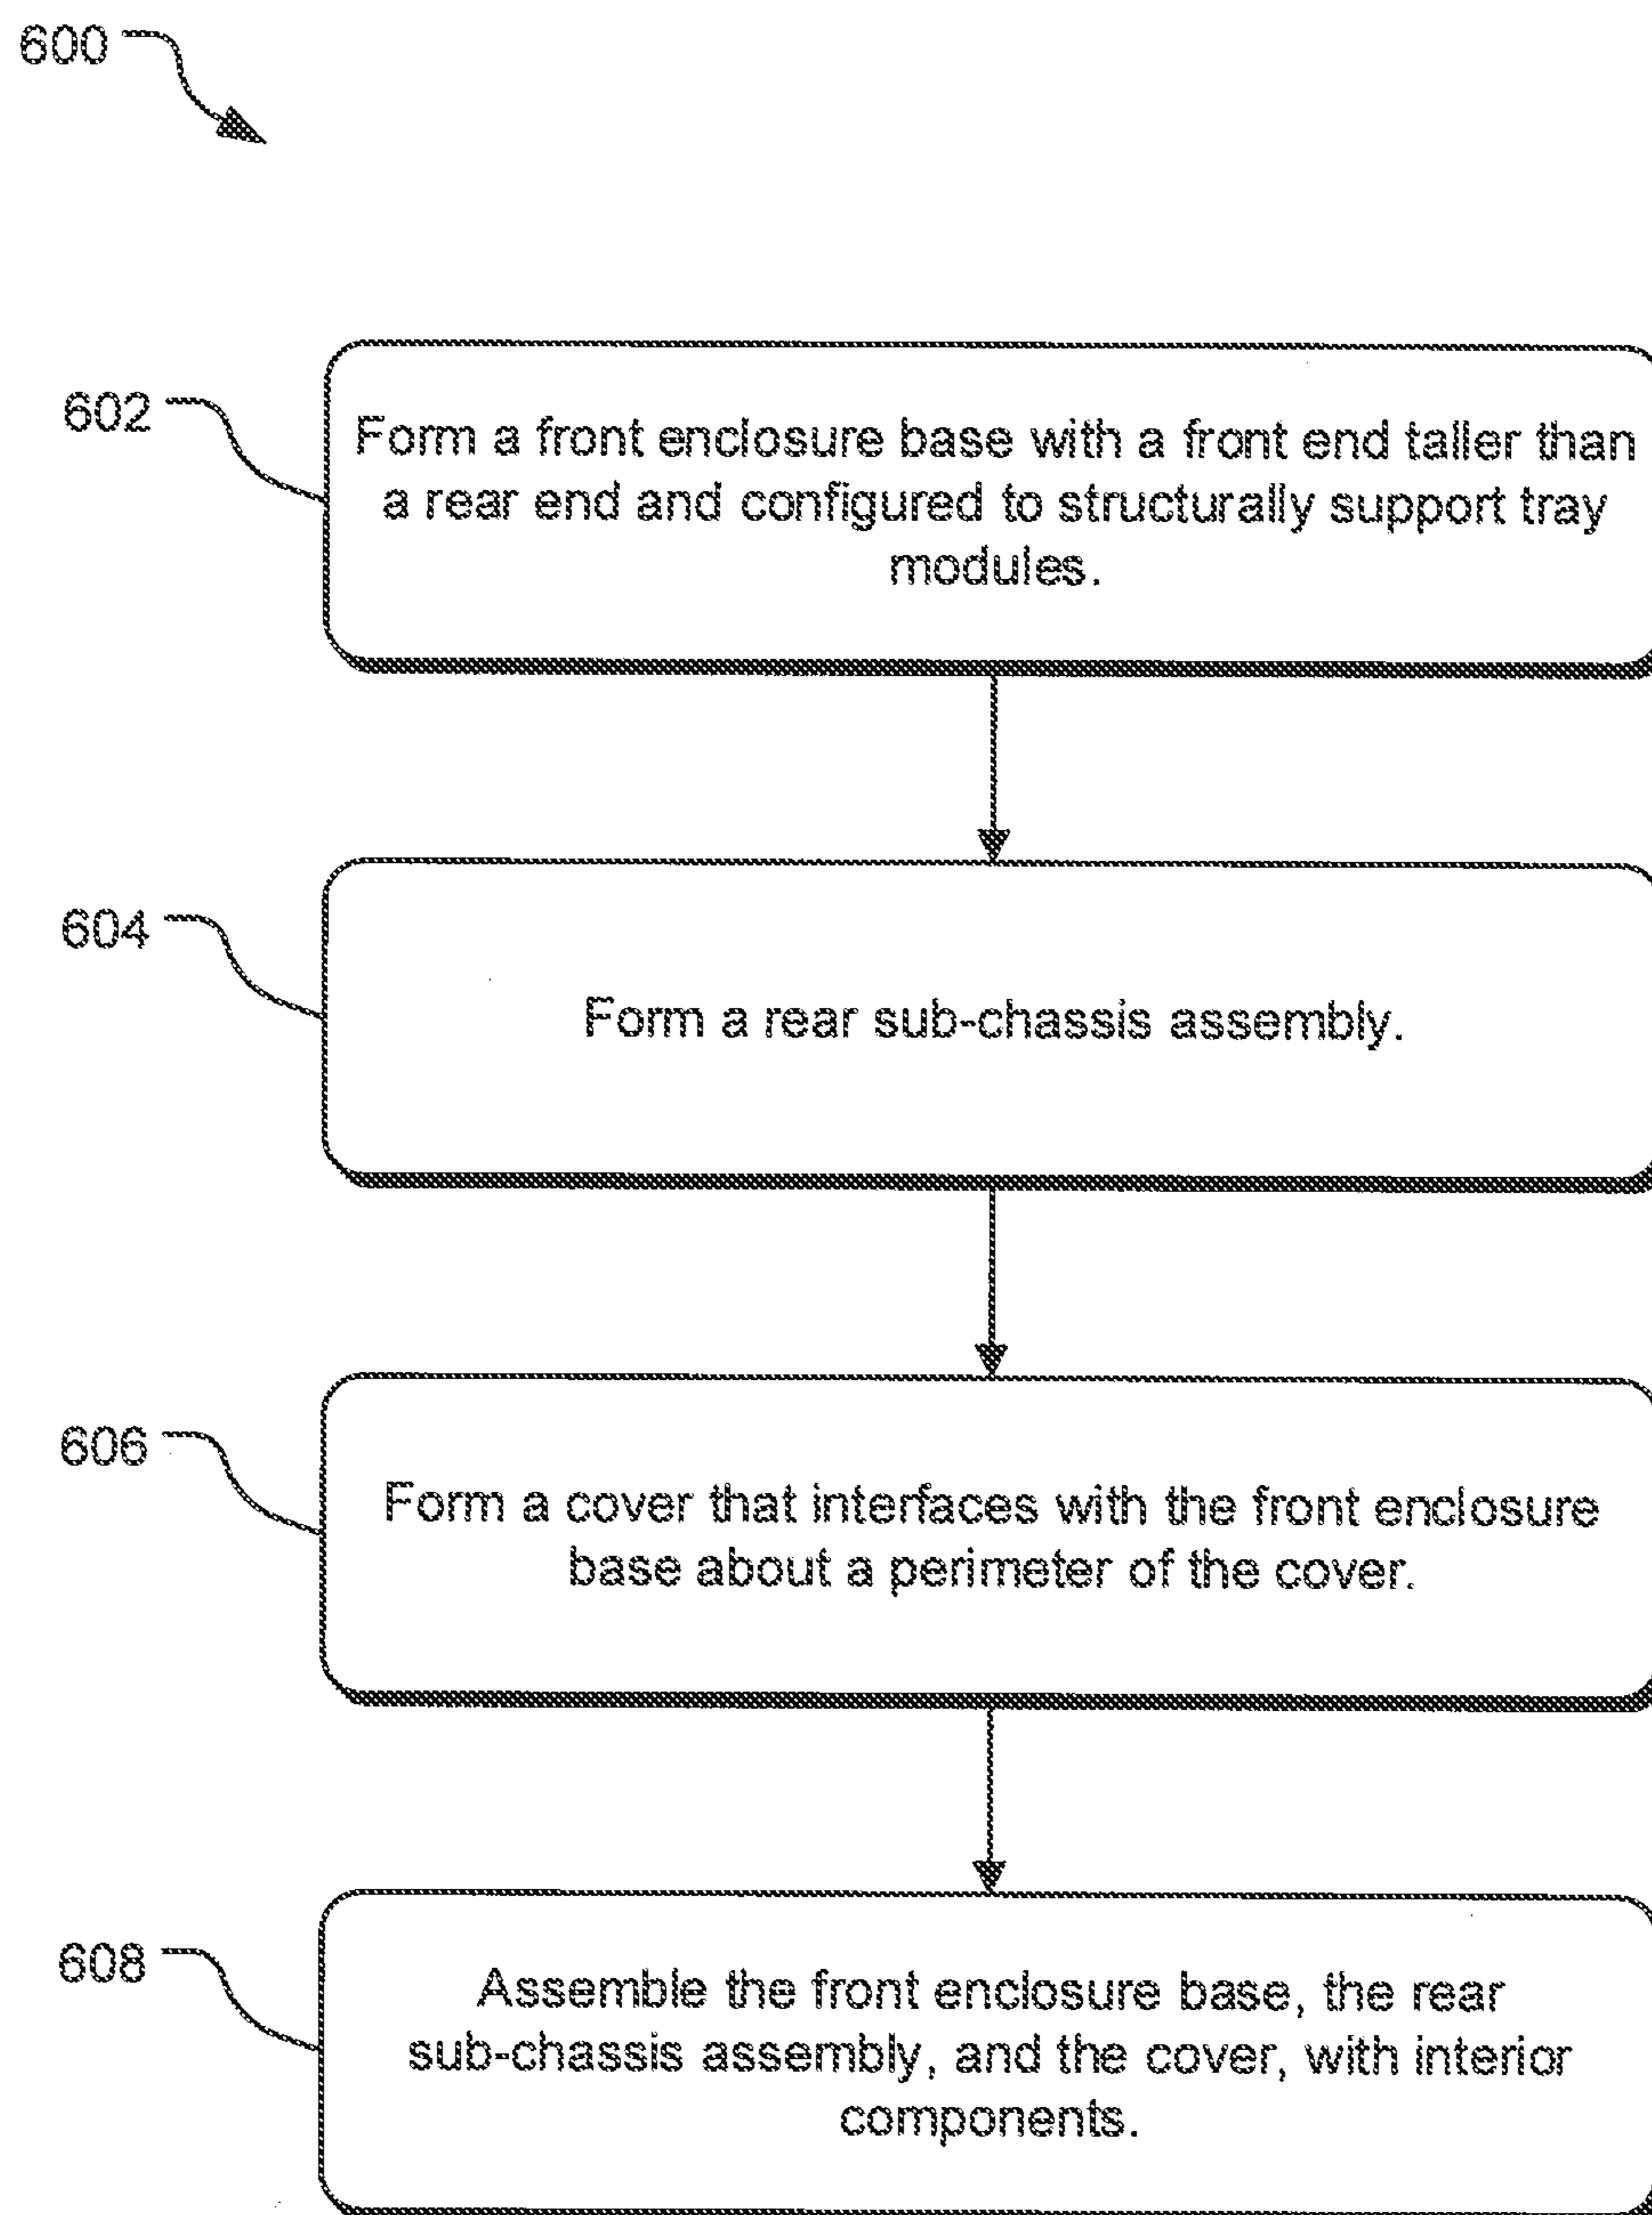 600
602
Form a front enclosure base with a front end taller than
a rear end and configured to structurally support tray
modules.
604
Form a rear sub-chassis assembly.
606
Form a cover that interfaces with the front enclosure
base about a perimeter of the cover.
608
Assemble the front enclosure base, the rear
sub-chassis assembly, and the cover, with interior
components.